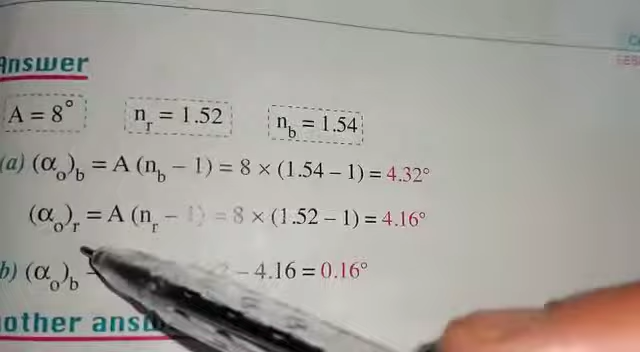 Answer
A = 8° n_r = 1.52 n_b = 1.54
(a) (α_o)_b = A (n_b − 1) = 8 × (1.54 − 1) = 4.32°
(α_o)_r = A (n_r − 1) = 8 × (1.52 − 1) = 4.16°
b) (α_o)_b − 4.16 = 0.16°
other ans